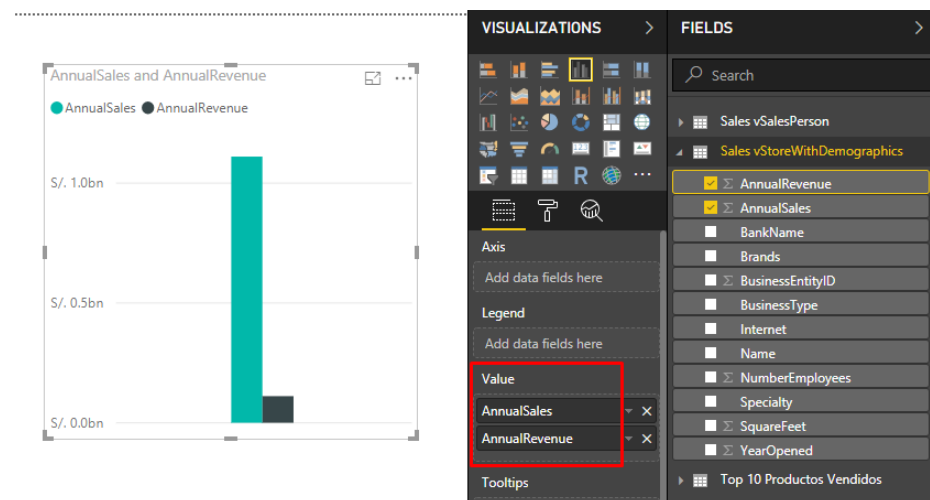 AnnualSales and AnnualRevenue
AnnualSales AnnualRevenue
S/. 1.0bn
S/. 0.5bn
S/. 0.0bn
VISUALIZATIONS
R
Axis
Add data fields here
Legend
Add data fields here
Value
AnnualSales
AnnualRevenue
Tooltips
FIELDS
Search
Sales vSalesPerson
Sales vStoreWithDemographics
Σ AnnualRevenue
Σ AnnualSales
BankName
Brands
Σ BusinessEntityID
BusinessType
Internet
Name
Σ NumberEmployees
Specialty
Σ SquareFeet
Σ YearOpened
Top 10 Productos Vendidos